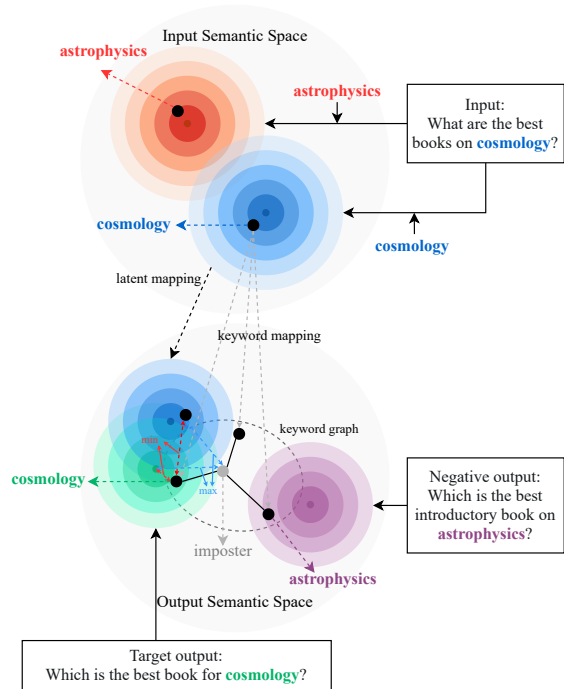 Input Semantic Space
astrophysics
astrophysics
Input:
What are the best
books on cosmology?
cosmology
cosmology
latent mapping
keyword mapping
keyword graph
min
max
cosmology
imposter
astrophysics
Negative output:
Which is the best
introductory book on
astrophysics?
Output Semantic Space
Target output:
Which is the best book for cosmology?